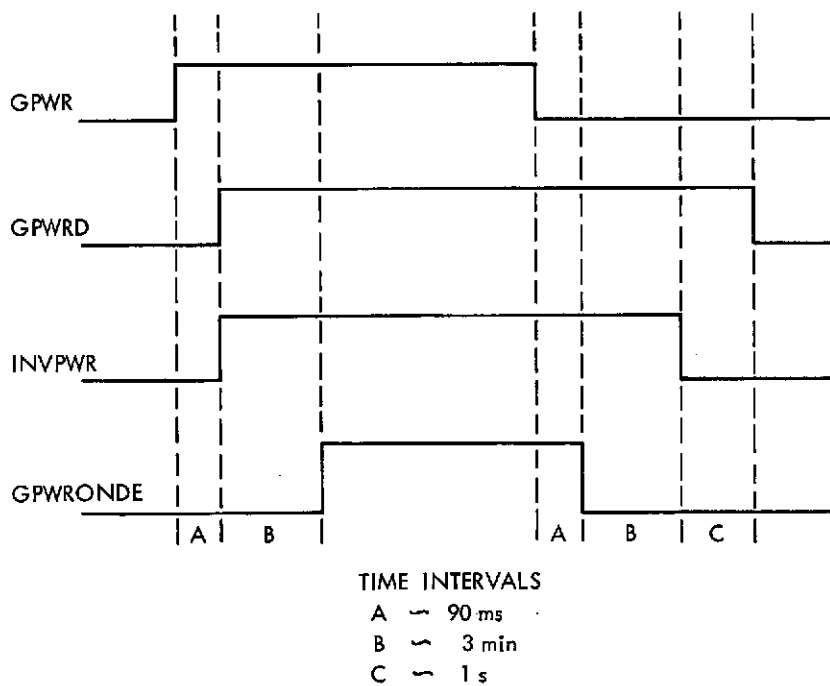 GPWR
GPWRD
INVPWR
GPWRONDE
A B A B C
TIME INTERVALS
A ∽ 90 ms
B ∽ 3 min
C ∽ 1 s